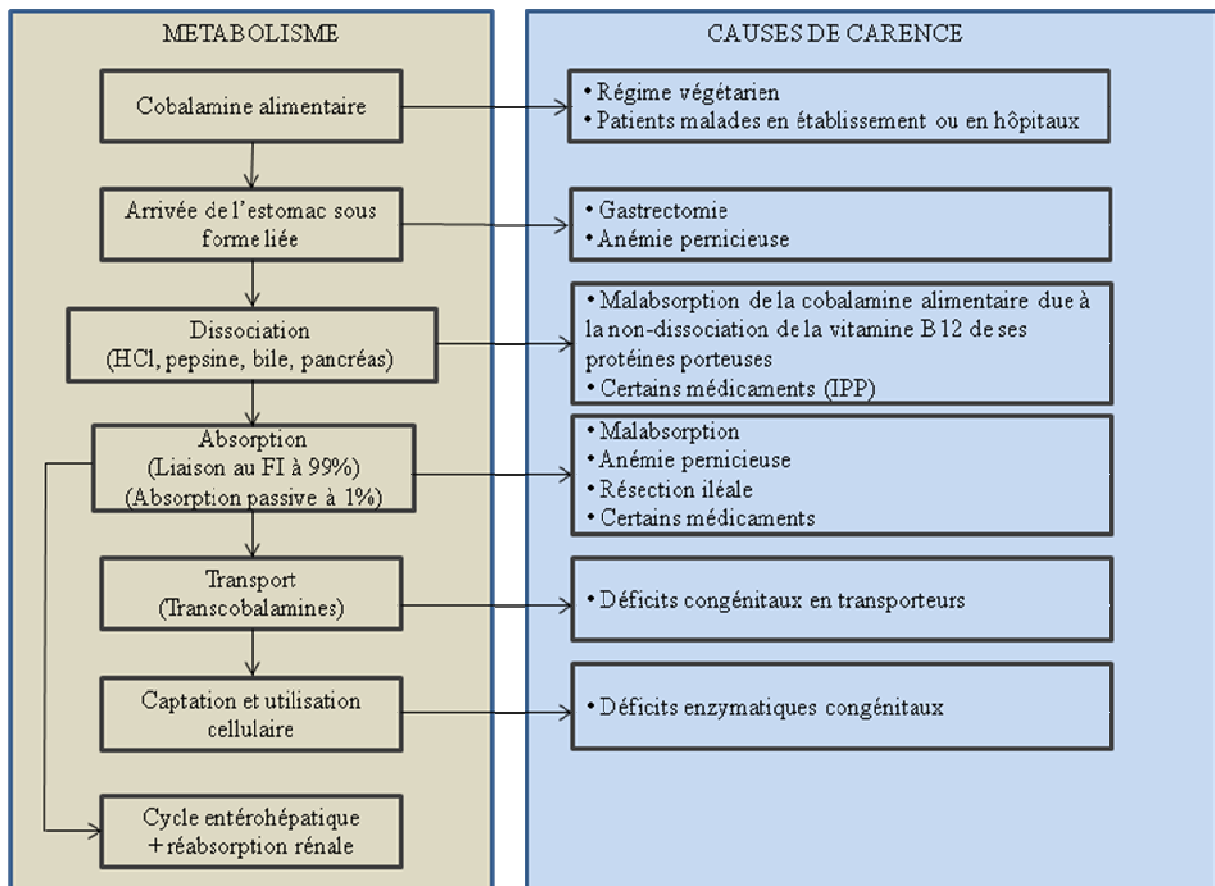 METABOLISME
CAUSES DE CARENCE
Cobalamine alimentaire
• Régime végétarien
• Patients malades en établissement ou en hôpitaux
Arrivée de l'estomac sous
forme liée
• Gastrectomie
• Anémie pernicieuse
Dissociation
(HCl, pepsine, bile, pancréas)
• Malabsorption de la cobalamine alimentaire due à
la non-dissociation de la vitamine B 12 de ses
protéines porteuses
• Certains médicaments (IPP)
Absorption
(Liaison au FI à 99%)
(Absorption passive à 1%)
• Malabsorption
• Anémie pernicieuse
• Résection iléale
• Certains médicaments
Transport
(Transcobalamines)
• Déficits congénitaux en transporteurs
Captation et utilisation
cellulaire
• Déficits enzymatiques congénitaux
Cycle entérohépatique
+ réabsorption rénale